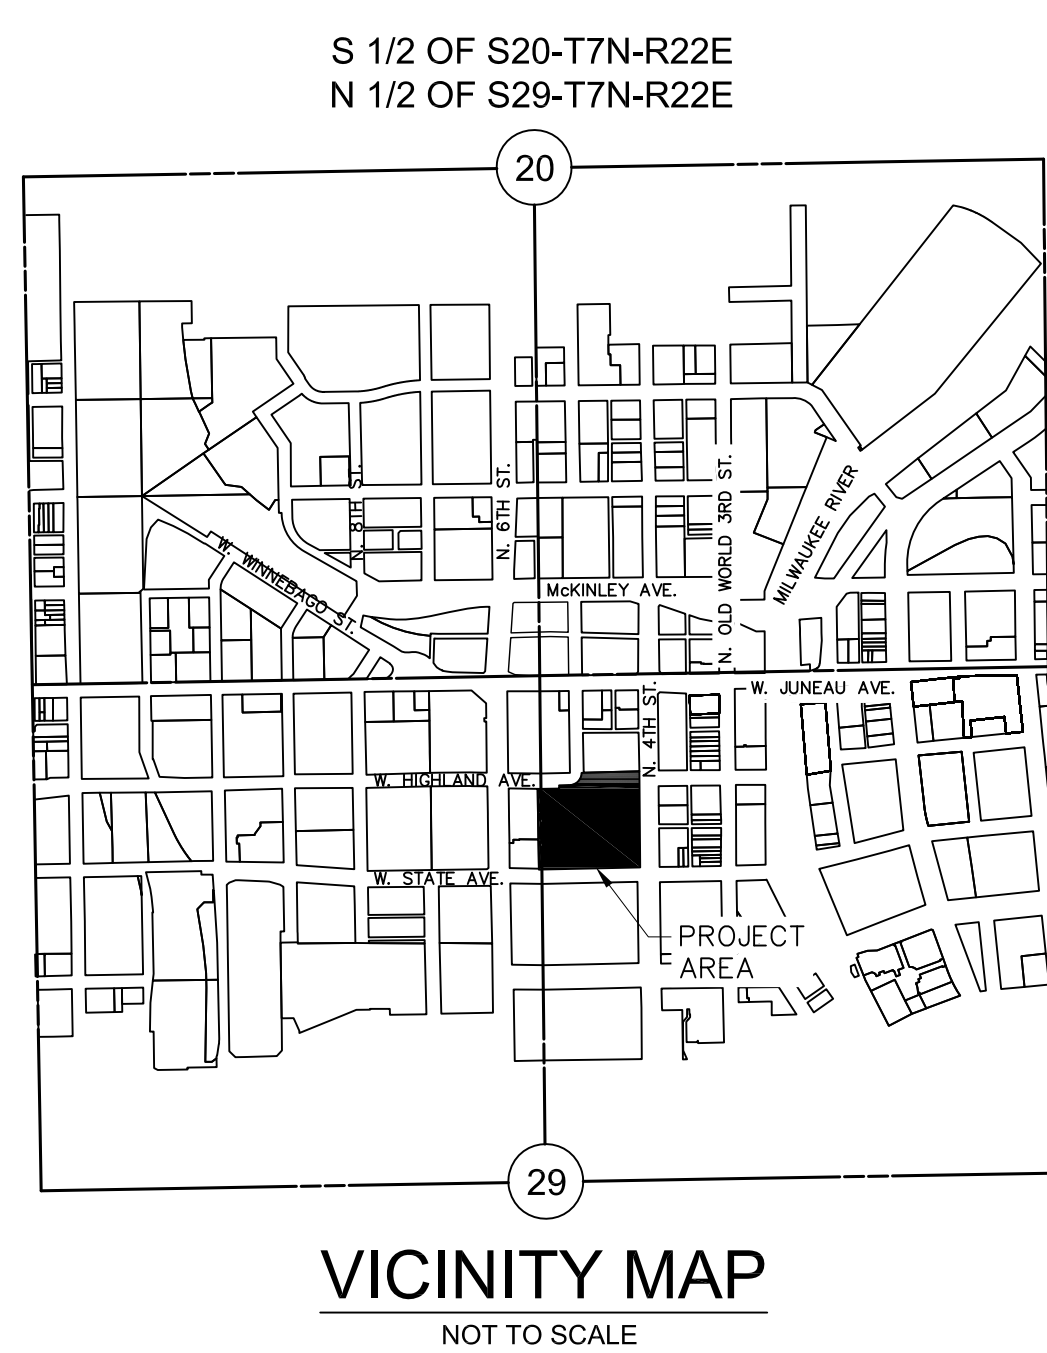 S 1/2 OF S20-T7N-R22E
N 1/2 OF S29-T7N-R22E
20
N. 8TH ST.
N. 6TH ST.
N. OLD WORLD 3RD ST.
MILWAUKEE RIVER
W. WINNEBAGO ST.
McKINLEY AVE.
W. JUNEAU AVE.
N. 4TH ST.
W. HIGHLAND AVE.
W. STATE AVE.
PROJECT
AREA
29
VICINITY MAP
NOT TO SCALE